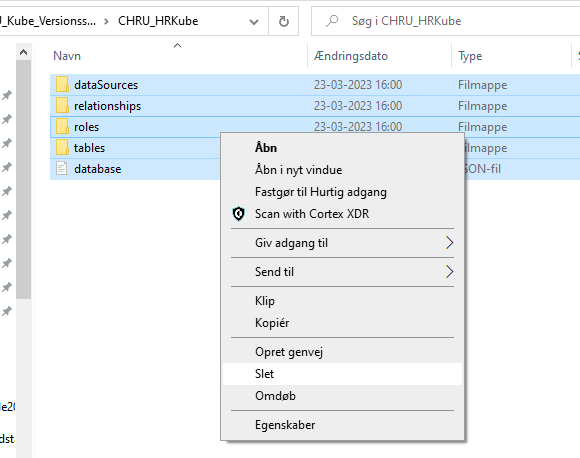 J_Kube_Versionss... > CHRU_HRKube
Søg i CHRU_HRKube
Navn Ændringsdato Type
dataSources 23-03-2023 16:00 Filmappe
relationships 23-03-2023 16:00 Filmappe
roles 23-03-2023 16:00 Filmappe
tables Filmappe
database SON-fil
Åbn
Åbn i nyt vindue
Fastgør til Hurtig adgang
Scan with Cortex XDR
Giv adgang til
Send til
Klip
Kopiér
Opret genvej
Slet
Omdøb
Egenskaber
le20
dsta